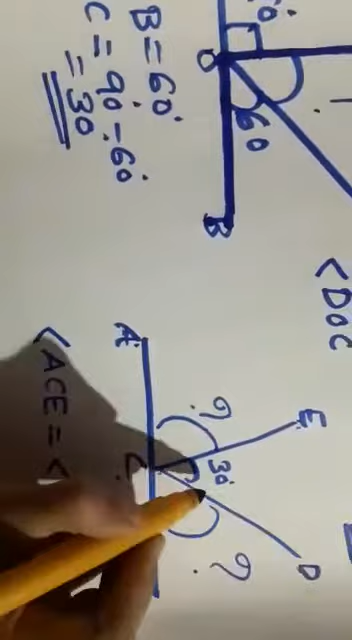 <DOC
60
O
B
B = 60°
C = 90° - 60°
= 30
E
D
?
30°
?
A
C
<ACE = <